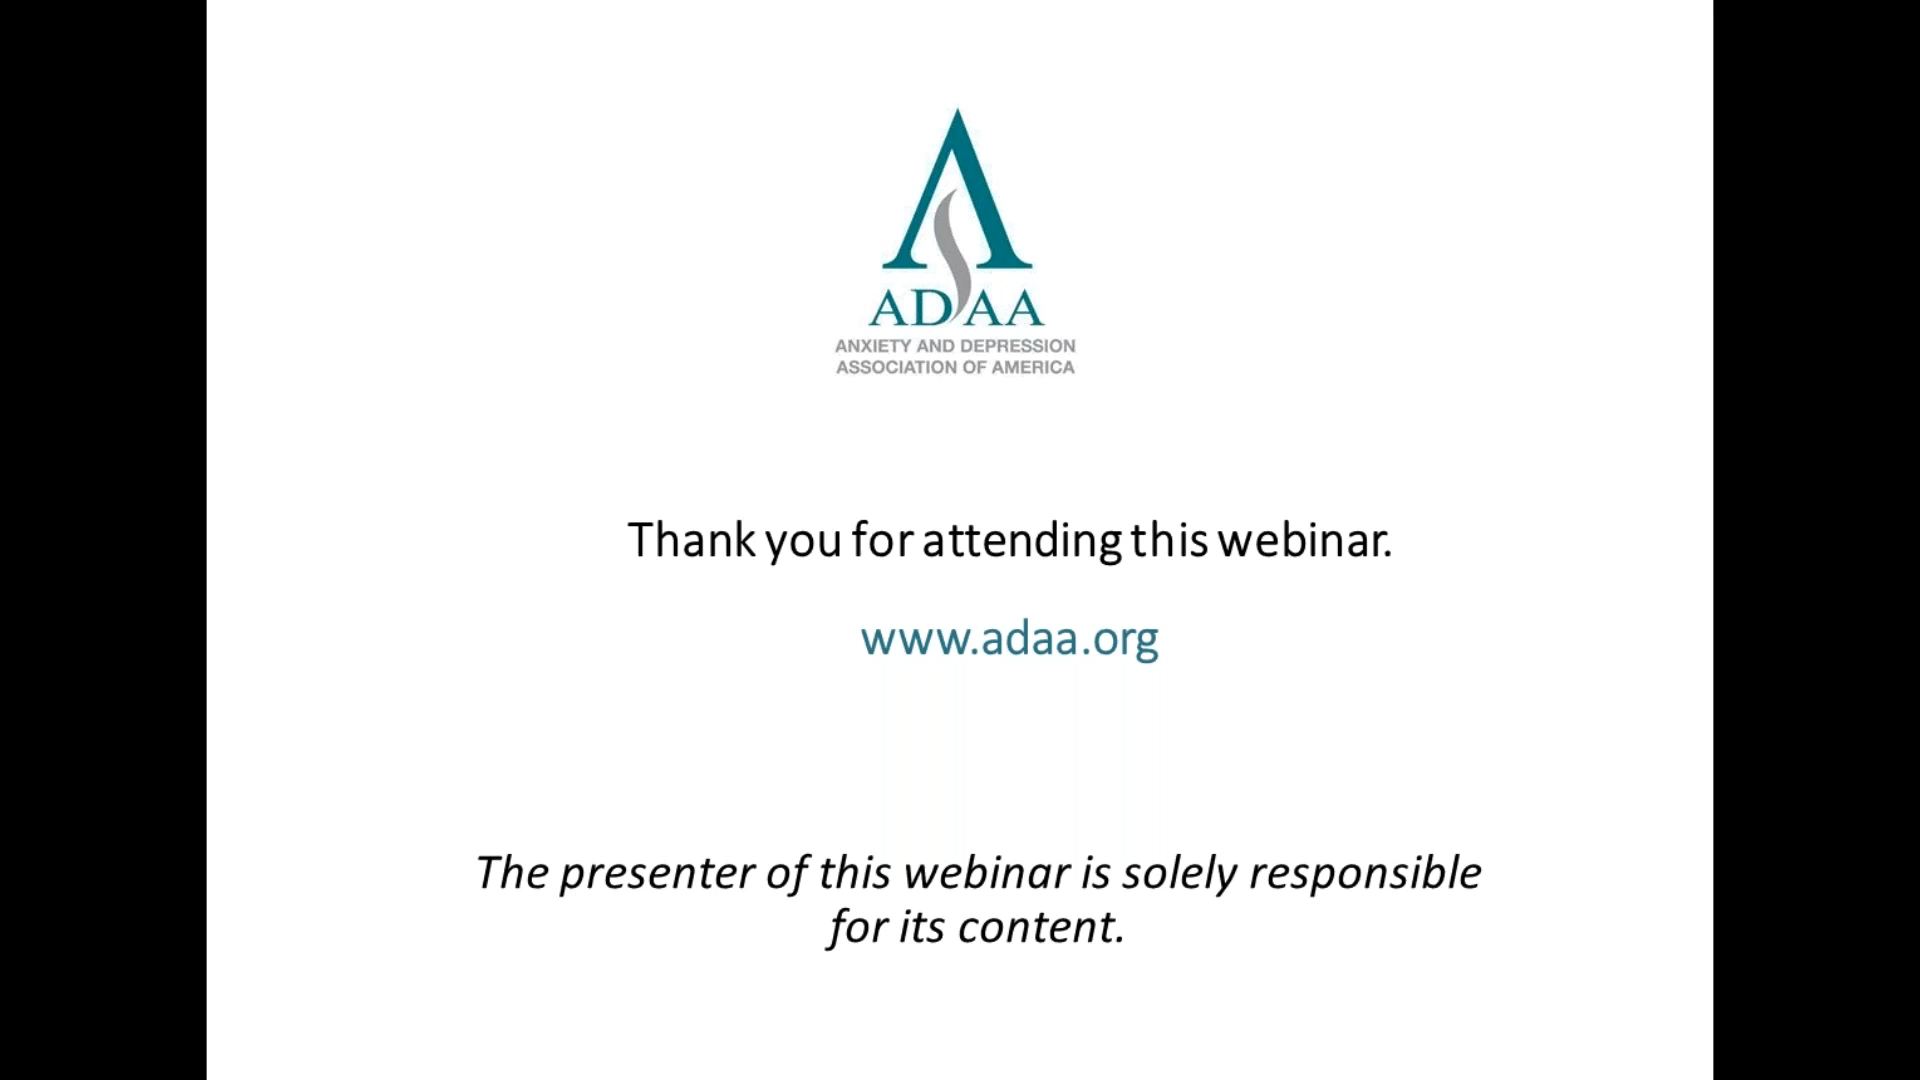 ADAA
ANXIETY AND DEPRESSION
ASSOCIATION OF AMERICA
Thank you for attending this webinar.
www.adaa.org
The presenter of this webinar is solely responsible
for its content.